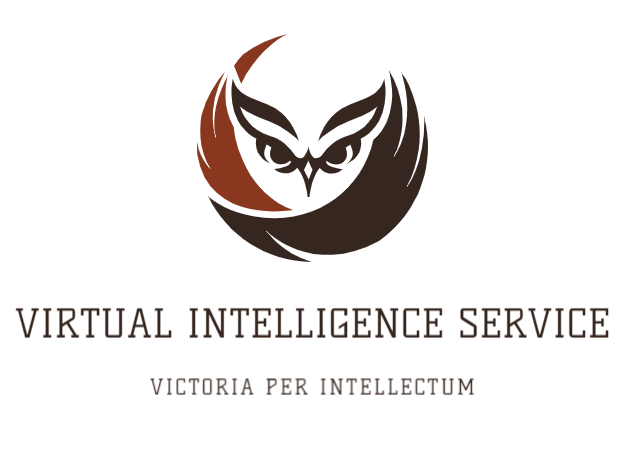 VIRTUAL INTELLIGENCE SERVICE
VICTORIA PER INTELLECTUM